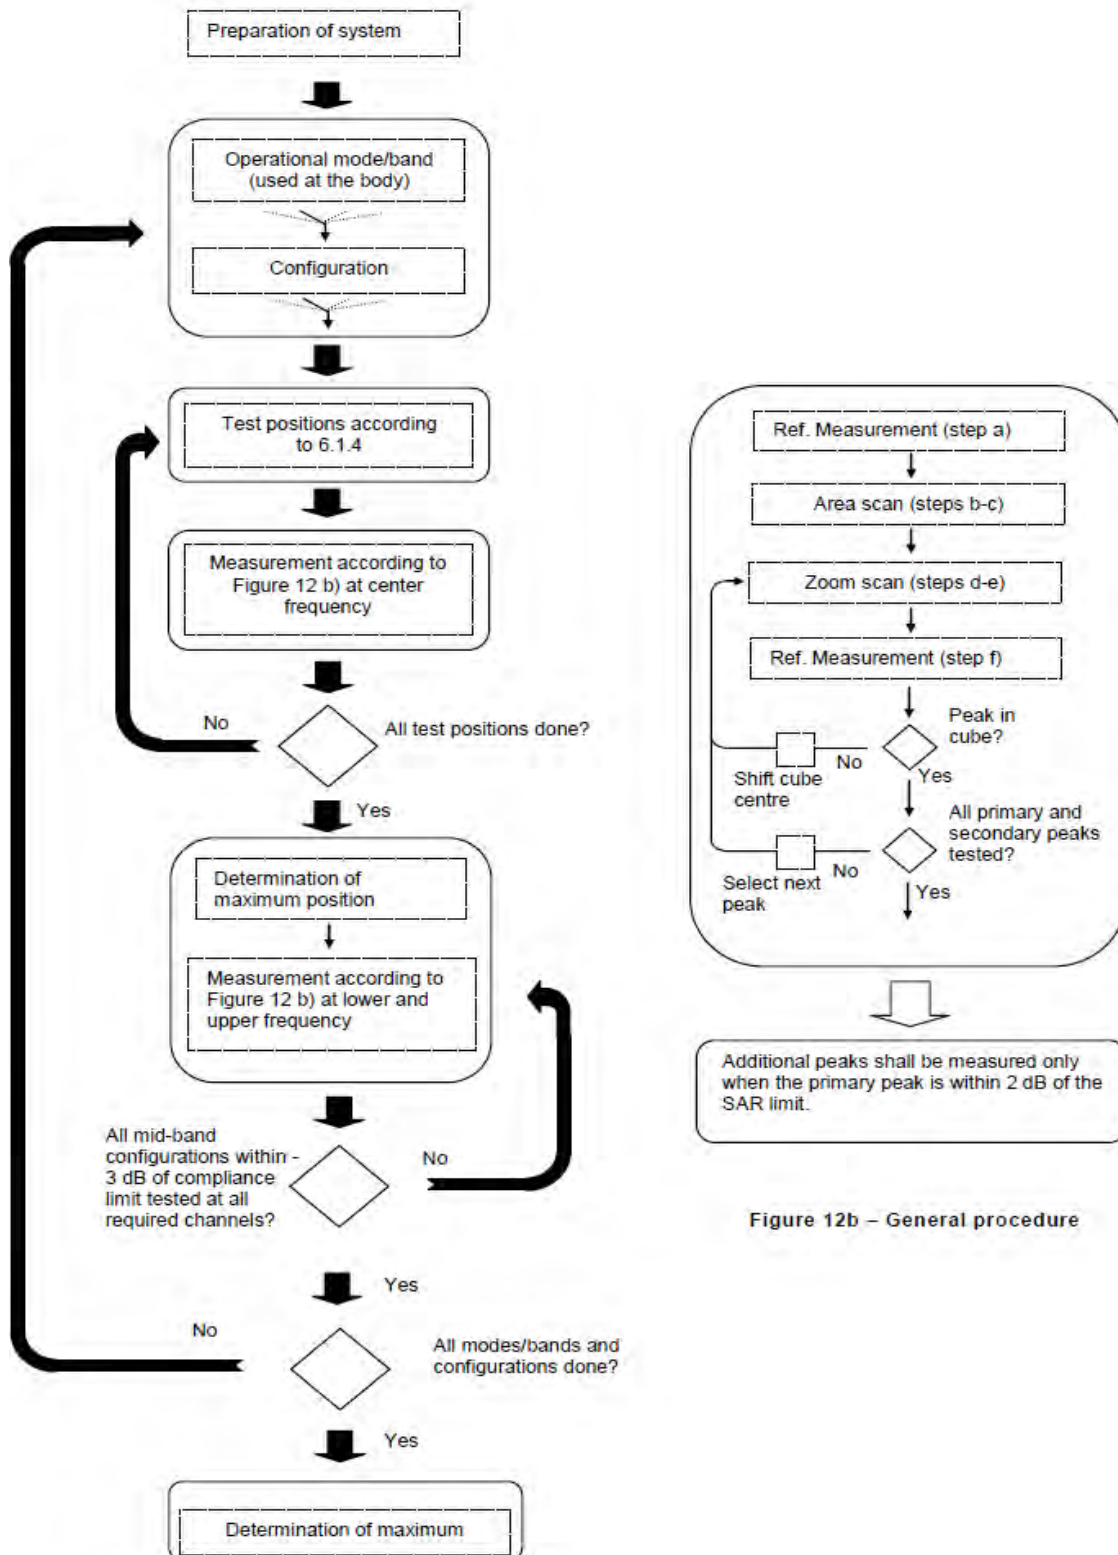 Preparation of system
Operational mode/band
(used at the body)
Configuration
Test positions according
to 6.1.4
Measurement according to
Figure 12 b) at center
frequency
No
All test positions done?
Yes
Determination of
maximum position
Measurement according to
Figure 12 b) at lower and
upper frequency
All mid-band
configurations within -
3 dB of compliance
limit tested at all
required channels?
No
Yes
No
All modes/bands and
configurations done?
Yes
Determination of maximum
Ref. Measurement (step a)
Area scan (steps b-c)
Zoom scan (steps d-e)
Ref. Measurement (step f)
Peak in
cube?
No
Shift cube
centre
Yes
All primary and
secondary peaks
tested?
No
Select next
peak
Yes
Additional peaks shall be measured only
when the primary peak is within 2 dB of the
SAR limit.
Figure 12b – General procedure